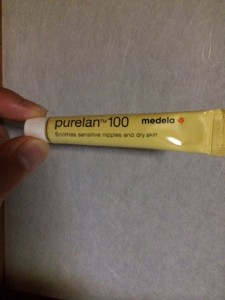 purelan™100 medela
Soothes sensitive nipples and dry skin